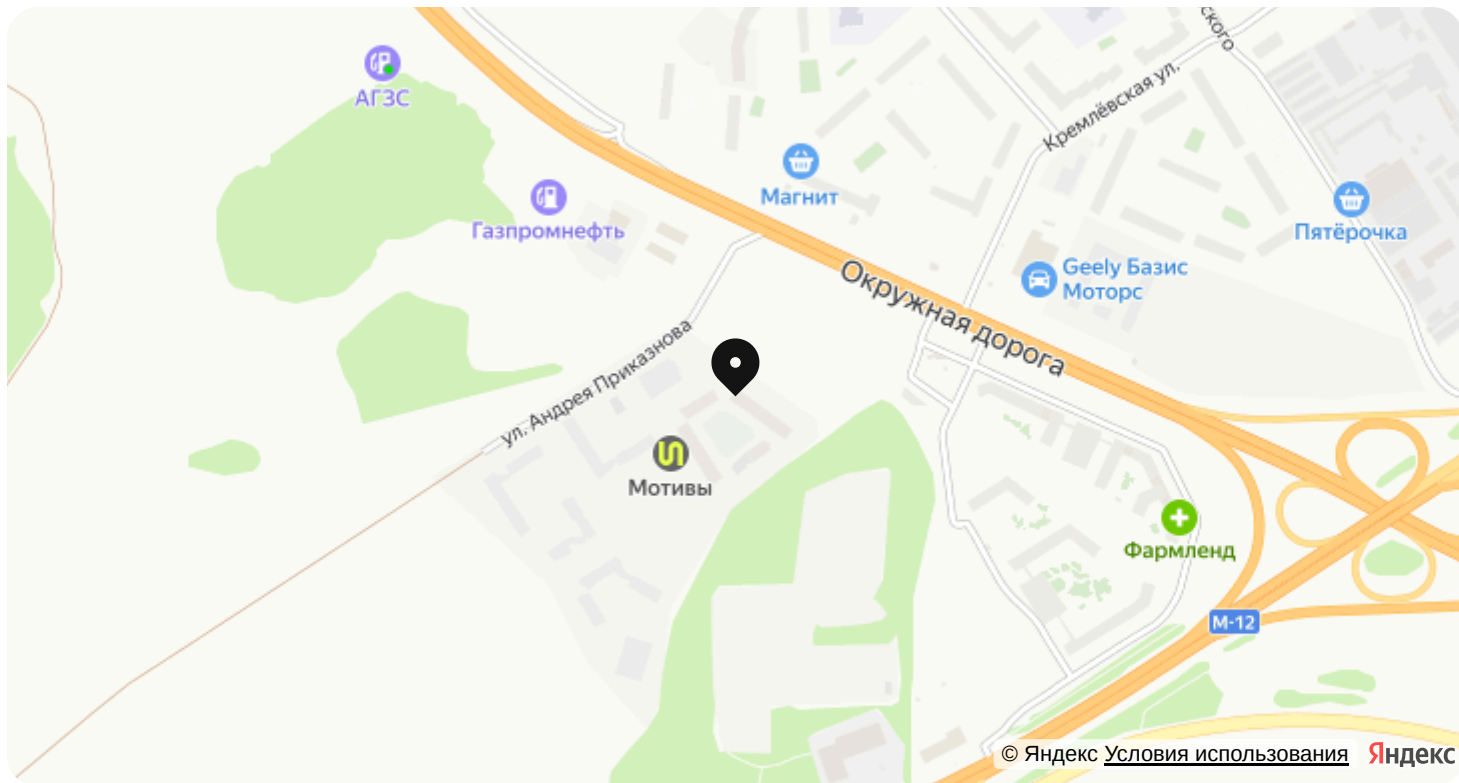 ского
АГЗС
Кремлёвская ул.
Магнит
Газпромнефть
Пятёрочка
Geely Базис
Моторс
Окружная дорога
ул. Андрея Приказнова
Мотивы
Фармленд
М-12
© Яндекс Условия использования Яндекс